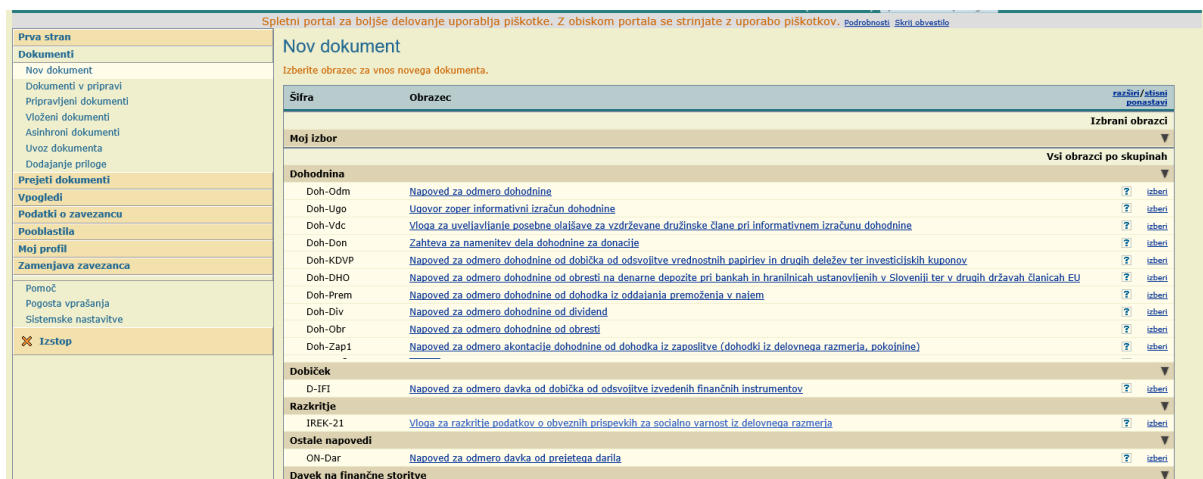 Spletni portal za boljše delovanje uporablja piškotke. Z obiskom portala se strinjate z uporabo piškotkov. Podrobnosti Skrij obvestilo
Prva stran
Dokumenti
Nov dokument
Dokumenti v pripravi
Pripravljeni dokumenti
Vloženi dokumenti
Asinhroni dokumenti
Uvoz dokumenta
Dodajanje priloge
Prejeti dokumenti
Vpogledi
Podatki o zavezancu
Pooblastila
Moj profil
Zamenjava zavezanca
Pomoč
Pogosta vprašanja
Sistemske nastavitve
Izstop
Nov dokument
Izberite obrazec za vnos novega dokumenta.
Šifra Obrazec razširi/stisni
ponastavi
Izbrani obrazci
Moj izbor
Vsi obrazci po skupinah
Dohodnina
Doh-Odm Napoved za odmero dohodnine ? izberi
Doh-Ugo Ugovor zoper informativni izračun dohodnine ? izberi
Doh-Vdc Vloga za uveljavljanje posebne olajšave za vzdrževane družinske člane pri informativnem izračunu dohodnine ? izberi
Doh-Don Zahteva za namenitev dela dohodnine za donacije ? izberi
Doh-KDVP Napoved za odmero dohodnine od dobička od odsvojitve vrednostnih papirjev in drugih deležev ter investicijskih kuponov ? izberi
Doh-DHO Napoved za odmero dohodnine od obresti na denarne depozite pri bankah in hranilnicah ustanovljenih v Sloveniji ter v drugih državah članicah EU ? izberi
Doh-Prem Napoved za odmero dohodnine od dohodka iz oddajanja premoženja v najem ? izberi
Doh-Div Napoved za odmero dohodnine od dividend ? izberi
Doh-Obr Napoved za odmero dohodnine od obresti ? izberi
Doh-Zap1 Napoved za odmero akontacije dohodnine od dohodka iz zaposlitve (dohodki iz delovnega razmerja, pokojnine) ? izberi
Dobiček
D-IFI Napoved za odmero davka od dobička od odsvojitve izvedenih finančnih instrumentov ? izberi
Razkritje
IREK-21 Vloga za razkritje podatkov o obveznih prispevkih za socialno varnost iz delovnega razmerja ? izberi
Ostale napovedi
ON-Dar Napoved za odmero davka od prejetega darila ? izberi
Davek na finančne storitve